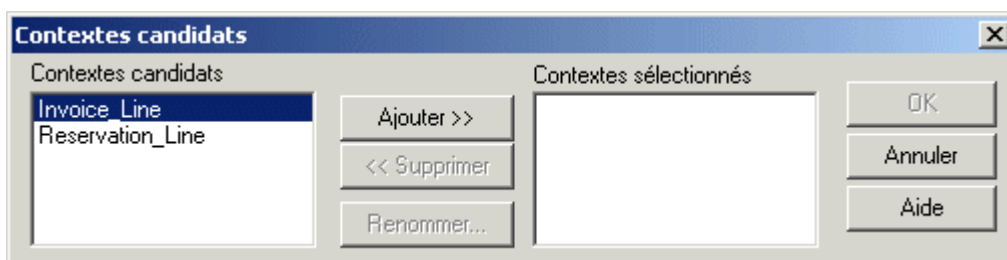 Contextes candidats
Contextes candidats
Invoice_Line
Reservation_Line
Ajouter >>
<< Supprimer
Renommer...
Contextes sélectionnés
OK
Annuler
Aide